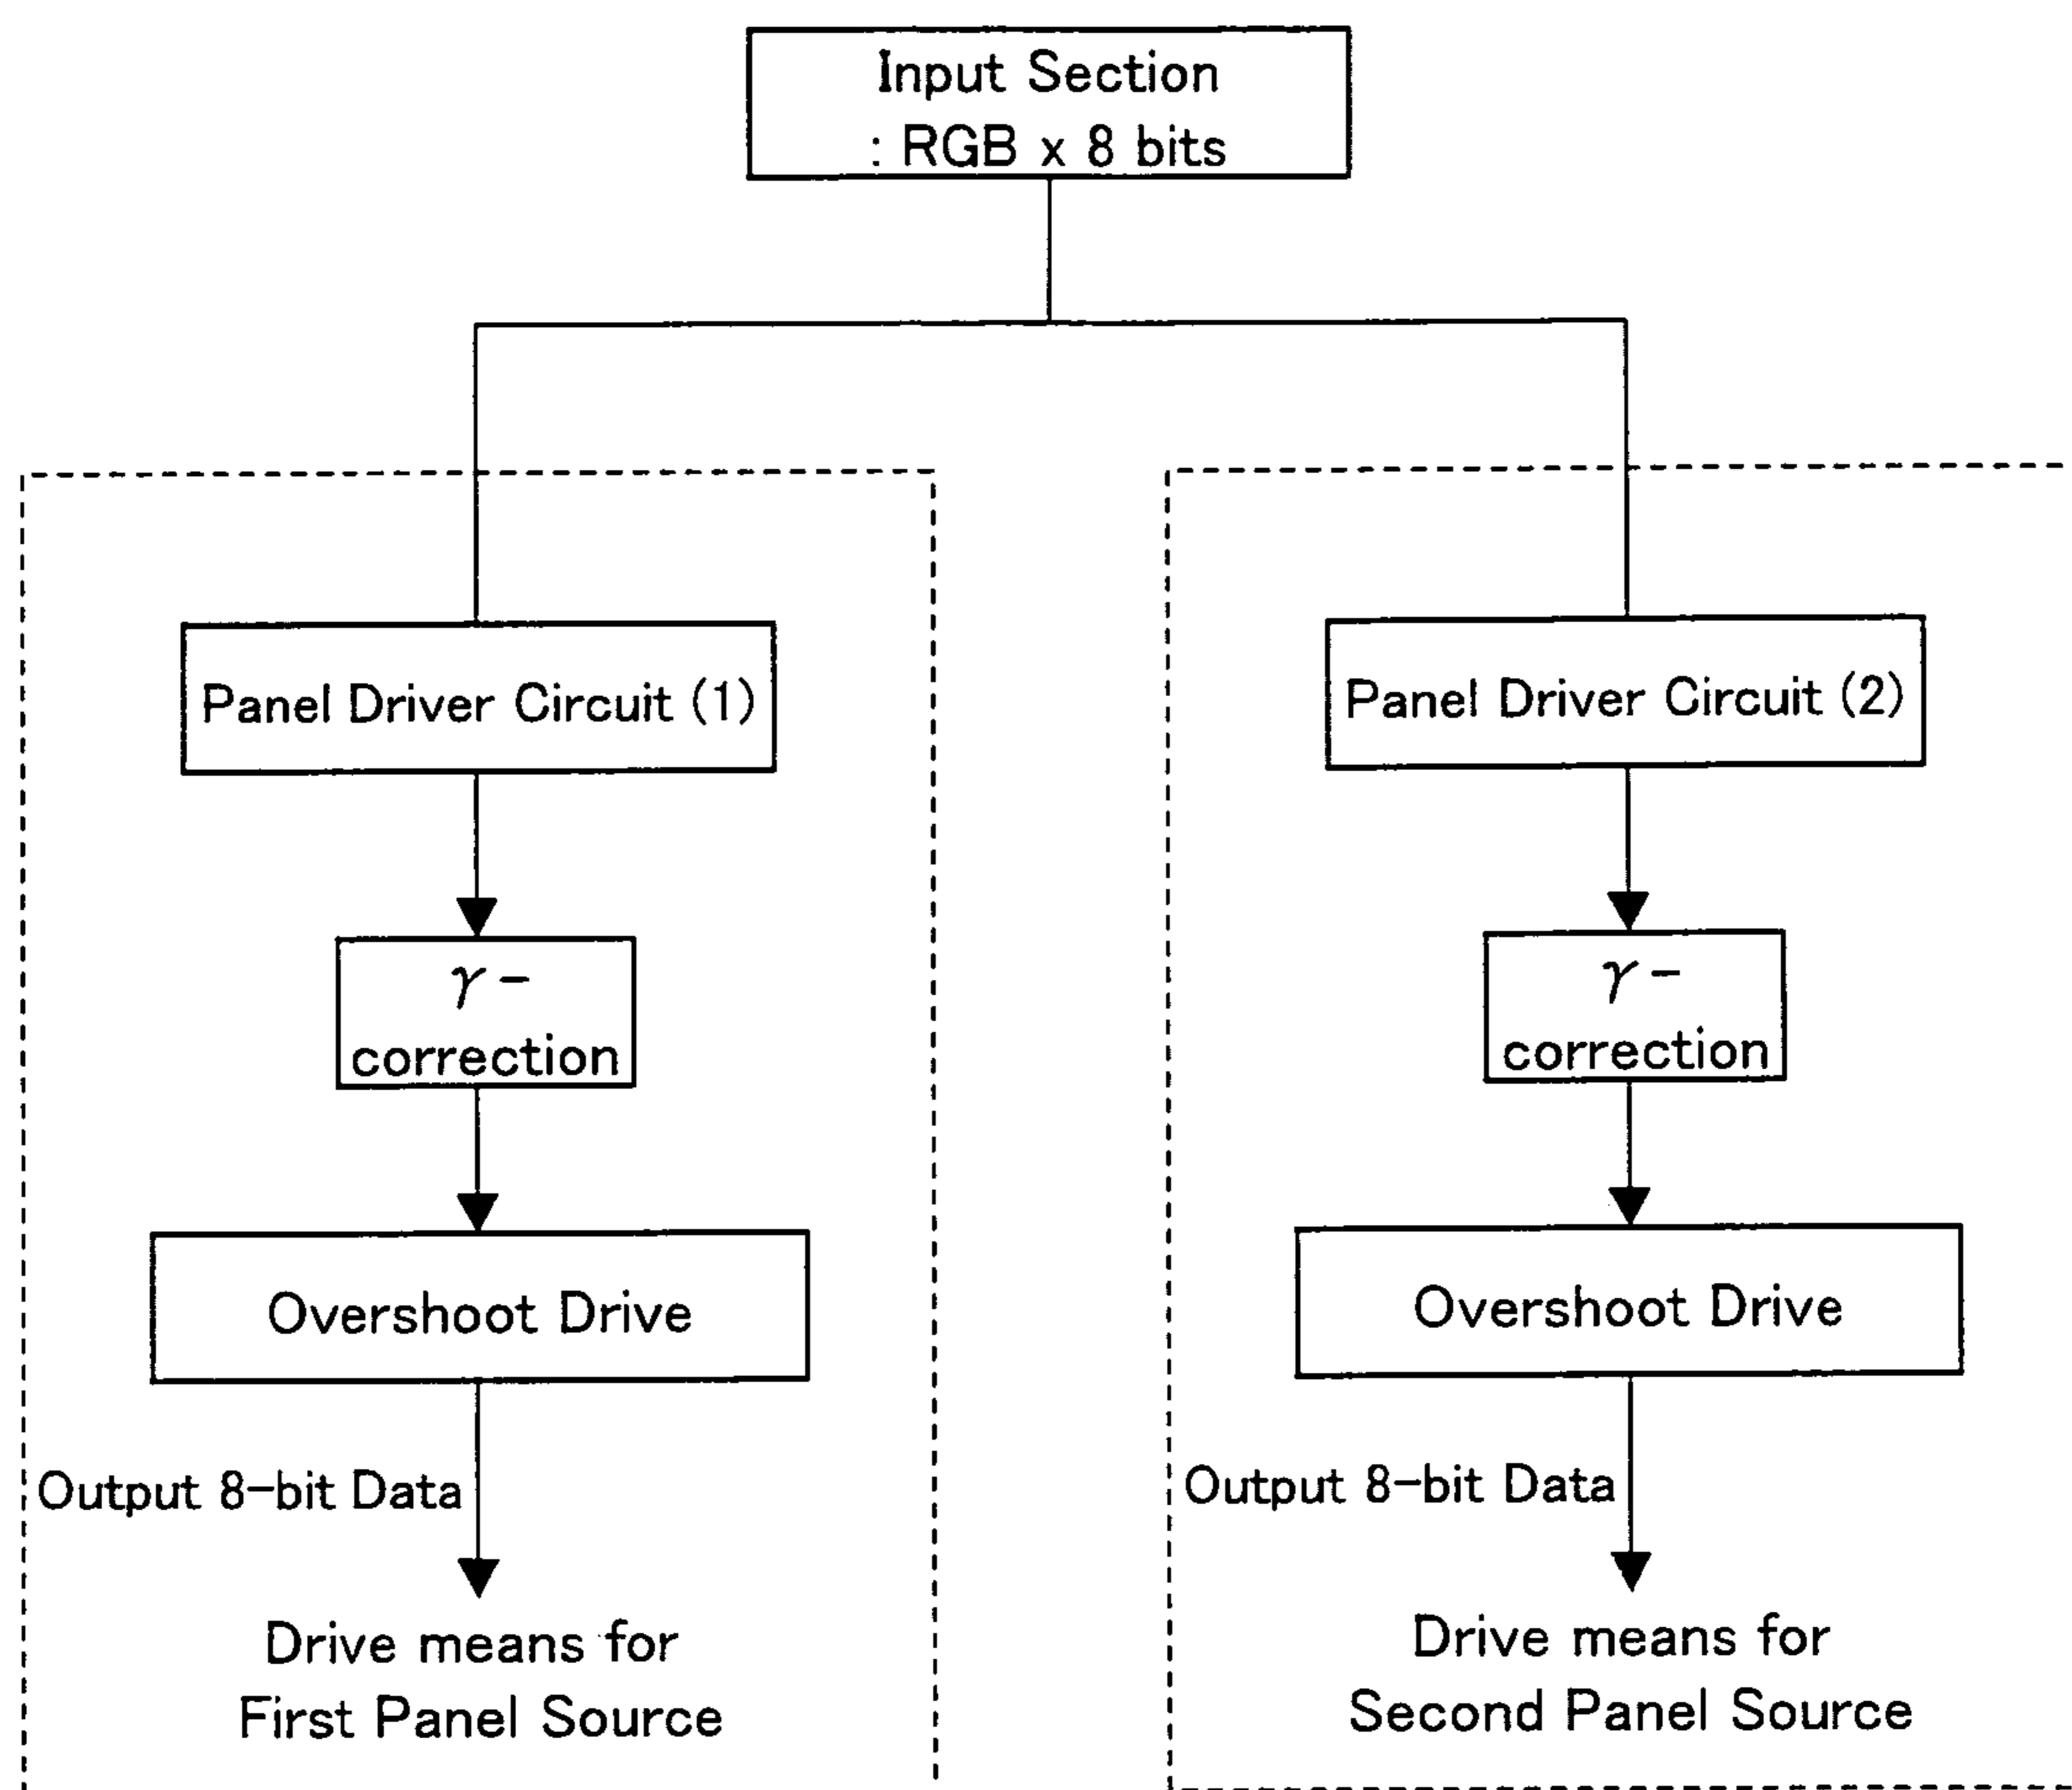 Input Section
: RGB x 8 bits
Panel Driver Circuit (1)
γ-
correction
Overshoot Drive
Output 8-bit Data
Drive means for
First Panel Source
Panel Driver Circuit (2)
γ-
correction
Overshoot Drive
Output 8-bit Data
Drive means for
Second Panel Source